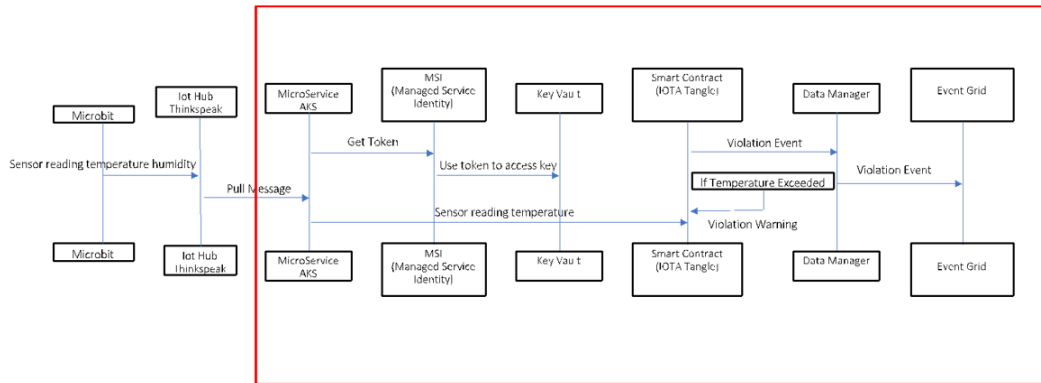 Microbit
Iot Hub
Thinkspeak
MicroService
AKS
MSI
(Managed Service
Identity)
Key Vau t
Smart Contract
(IOTA Tangle)
Data Manager
Event Grid
Get Token
Violation Event
Sensor reading temperature humidity
Use token to access key
Violation Event
If Temperature Exceeded
Pull Message
Sensor reading temperature
Violation Warning
Microbit
Iot Hub
Thinkspeak
MicroService
AKS
MSI
(Managed Service
Identity)
Key Vau t
Smart Contract
(IOTA Tangle)
Data Manager
Event Grid